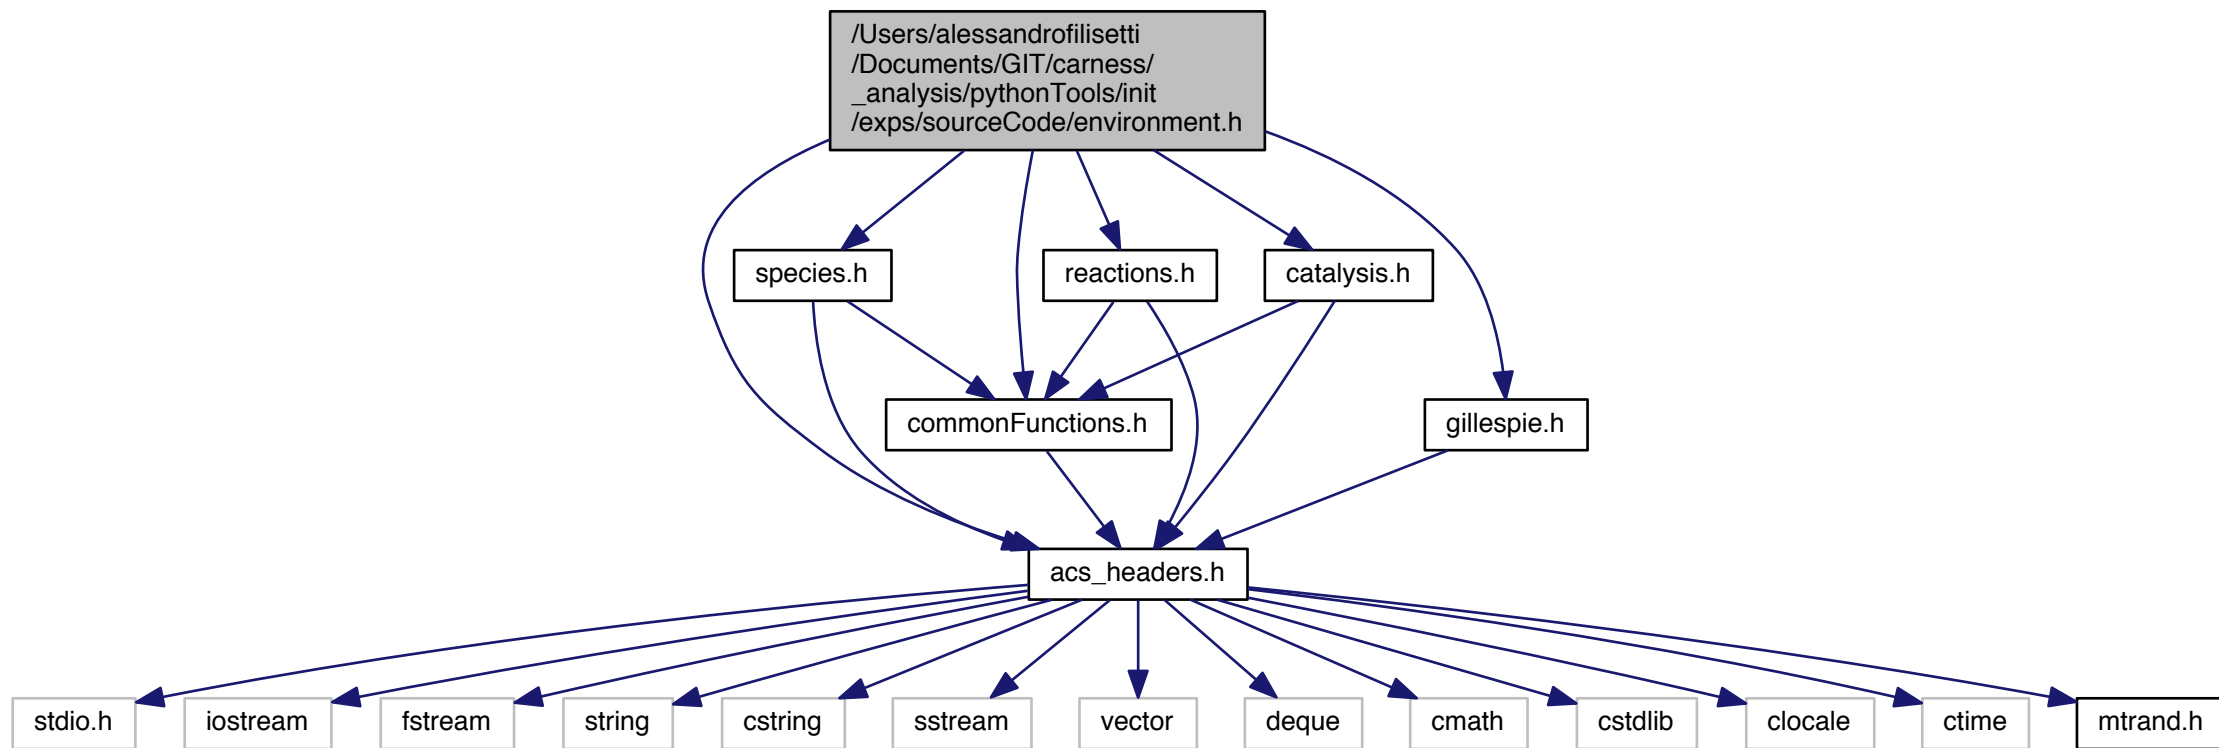 /Users/alessandrofilisetti
/Documents/GIT/carness/
_analysis/pythonTools/init
/exps/sourceCode/environment.h
species.h
reactions.h
catalysis.h
commonFunctions.h
gillespie.h
acs_headers.h
stdio.h
iostream
fstream
string
cstring
sstream
vector
deque
cmath
cstdlib
clocale
ctime
mtrand.h